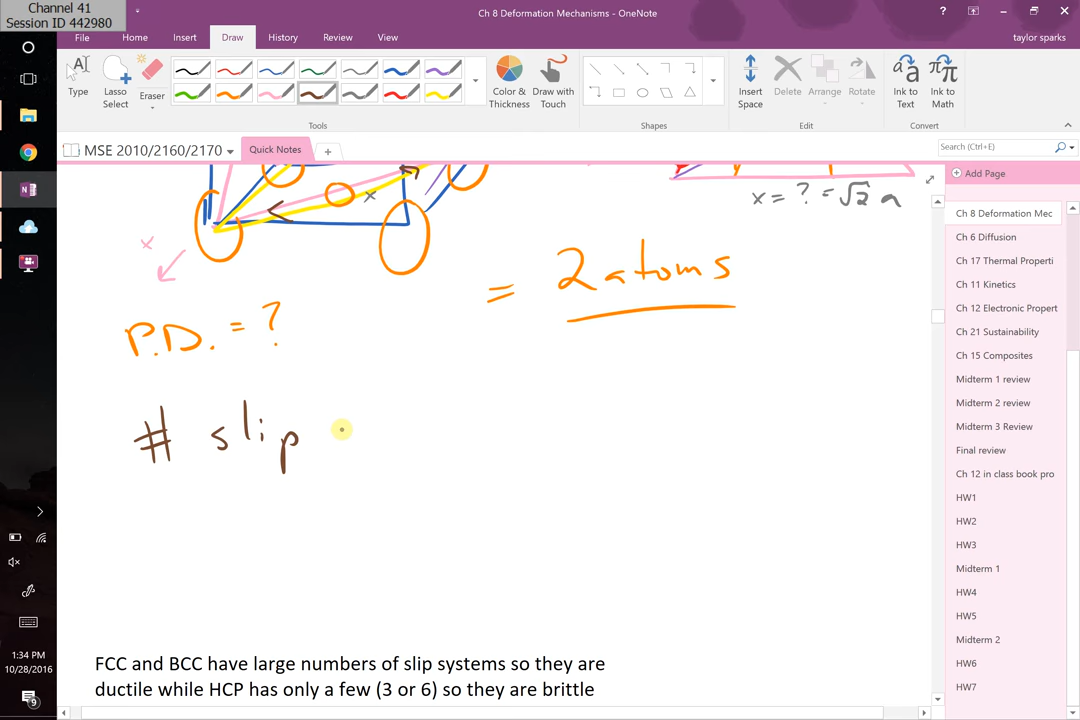 Channel 41
Session ID 442980
Ch 8 Deformation Mechanisms - OneNote
?
File Home Insert Draw History Review View
taylor sparks
Type
Lasso
Select
Eraser
Color &
Thickness
Draw with
Touch
Insert
Space
Delete
Arrange
Rotate
Ink to
Text
Ink to
Math
Tools
Shapes
Edit
Convert
MSE 2010/2160/2170
Quick Notes
Search (Ctrl+E)
Add Page
Ch 8 Deformation Mec
Ch 6 Diffusion
Ch 17 Thermal Properti
Ch 11 Kinetics
Ch 12 Electronic Propert
Ch 21 Sustainability
Ch 15 Composites
Midterm 1 review
Midterm 2 review
Midterm 3 Review
Final review
Ch 12 in class book pro
HW1
HW2
HW3
Midterm 1
HW4
HW5
Midterm 2
HW6
HW7
x
x
x = ? = √2 a
= 2 atoms
P.D. = ?
# slip
FCC and BCC have large numbers of slip systems so they are
ductile while HCP has only a few (3 or 6) so they are brittle
1:34 PM
10/28/2016
9